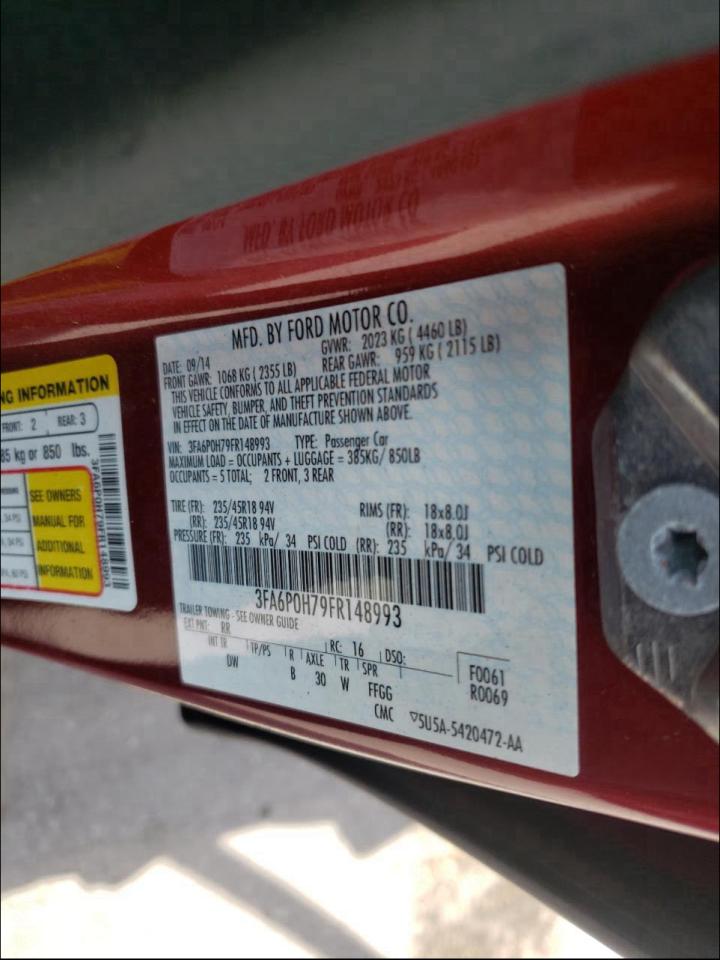 MFD. BY FORD MOTOR CO.
DATE: 09/14 GVWR: 2023 KG ( 4460 LB)
FRONT GAWR: 1068 KG ( 2355 LB) REAR GAWR: 959 KG ( 2115 LB)
THIS VEHICLE CONFORMS TO ALL APPLICABLE FEDERAL MOTOR
VEHICLE SAFETY, BUMPER, AND THEFT PREVENTION STANDARDS
IN EFFECT ON THE DATE OF MANUFACTURE SHOWN ABOVE.
VIN: 3FA6P0H79FR148993 TYPE: Passenger Car
MAXIMUM LOAD = OCCUPANTS + LUGGAGE = 385KG/ 850LB
OCCUPANTS = 5 TOTAL; 2 FRONT, 3 REAR
TIRE (FR): 235/45R18 94V RIMS (FR): 18x8.0J
(RR): 235/45R18 94V (RR): 18x8.0J
PRESSURE (FR): 235 kPa/ 34 PSI COLD (RR): 235 kPa/ 34 PSI COLD
3FA6P0H79FR148993
TRAILER TOWING - SEE OWNER GUIDE
EXT PNT: RR RC: 16 DSO: F0061
INT TR TP/PS R AXLE TR SPR R0069
DW B 30 W FFGG
CMC ▽5U5A-5420472-AA
NG INFORMATION
FRONT: 2 REAR: 3
85 kg or 850 lbs.
SEE OWNERS
MANUAL FOR
ADDITIONAL
INFORMATION
3FA6P0H79FR148993